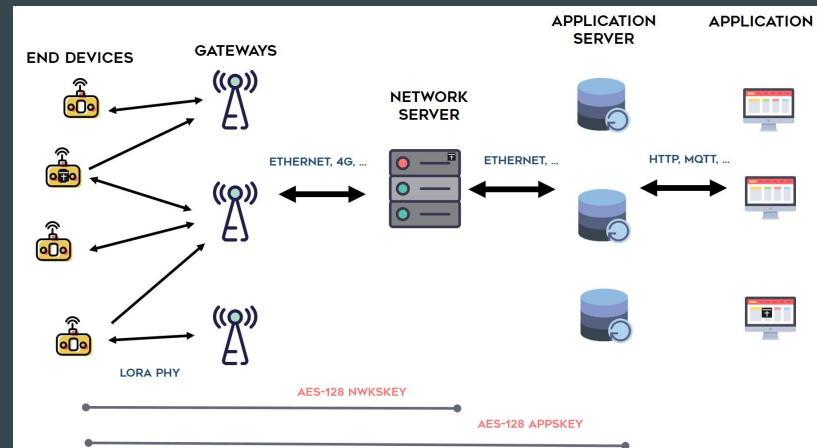 END DEVICES
GATEWAYS
NETWORK
SERVER
APPLICATION
SERVER
APPLICATION
ETHERNET, 4G, ...
ETHERNET, ...
HTTP, MQTT, ...
LORA PHY
AES-128 NWKSKEY
AES-128 APPSKEY